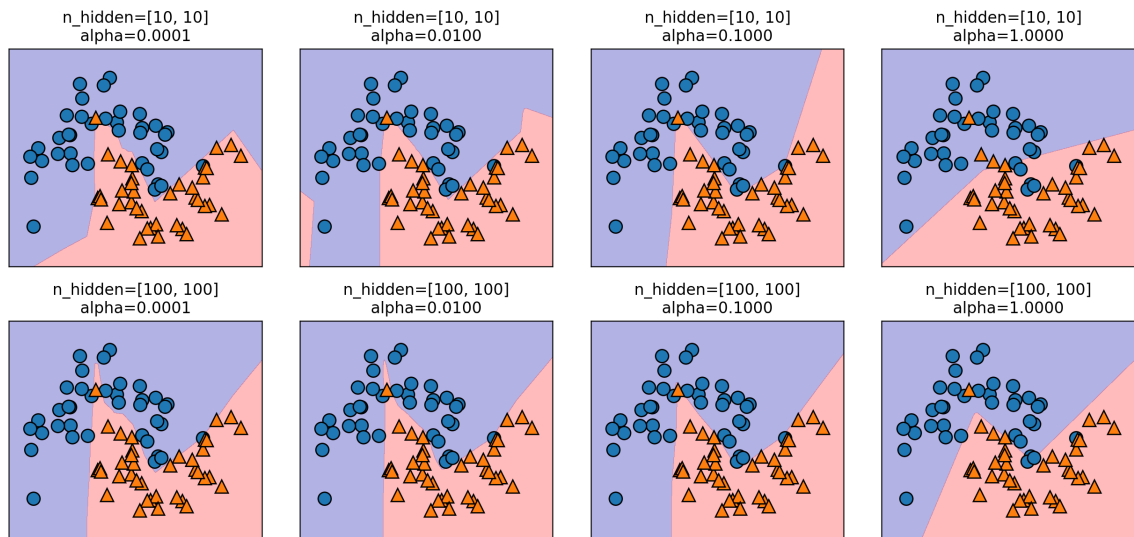 n_hidden=[10, 10]
alpha=0.0001
n_hidden=[10, 10]
alpha=0.0100
n_hidden=[10, 10]
alpha=0.1000
n_hidden=[10, 10]
alpha=1.0000
n_hidden=[100, 100]
alpha=0.0001
n_hidden=[100, 100]
alpha=0.0100
n_hidden=[100, 100]
alpha=0.1000
n_hidden=[100, 100]
alpha=1.0000